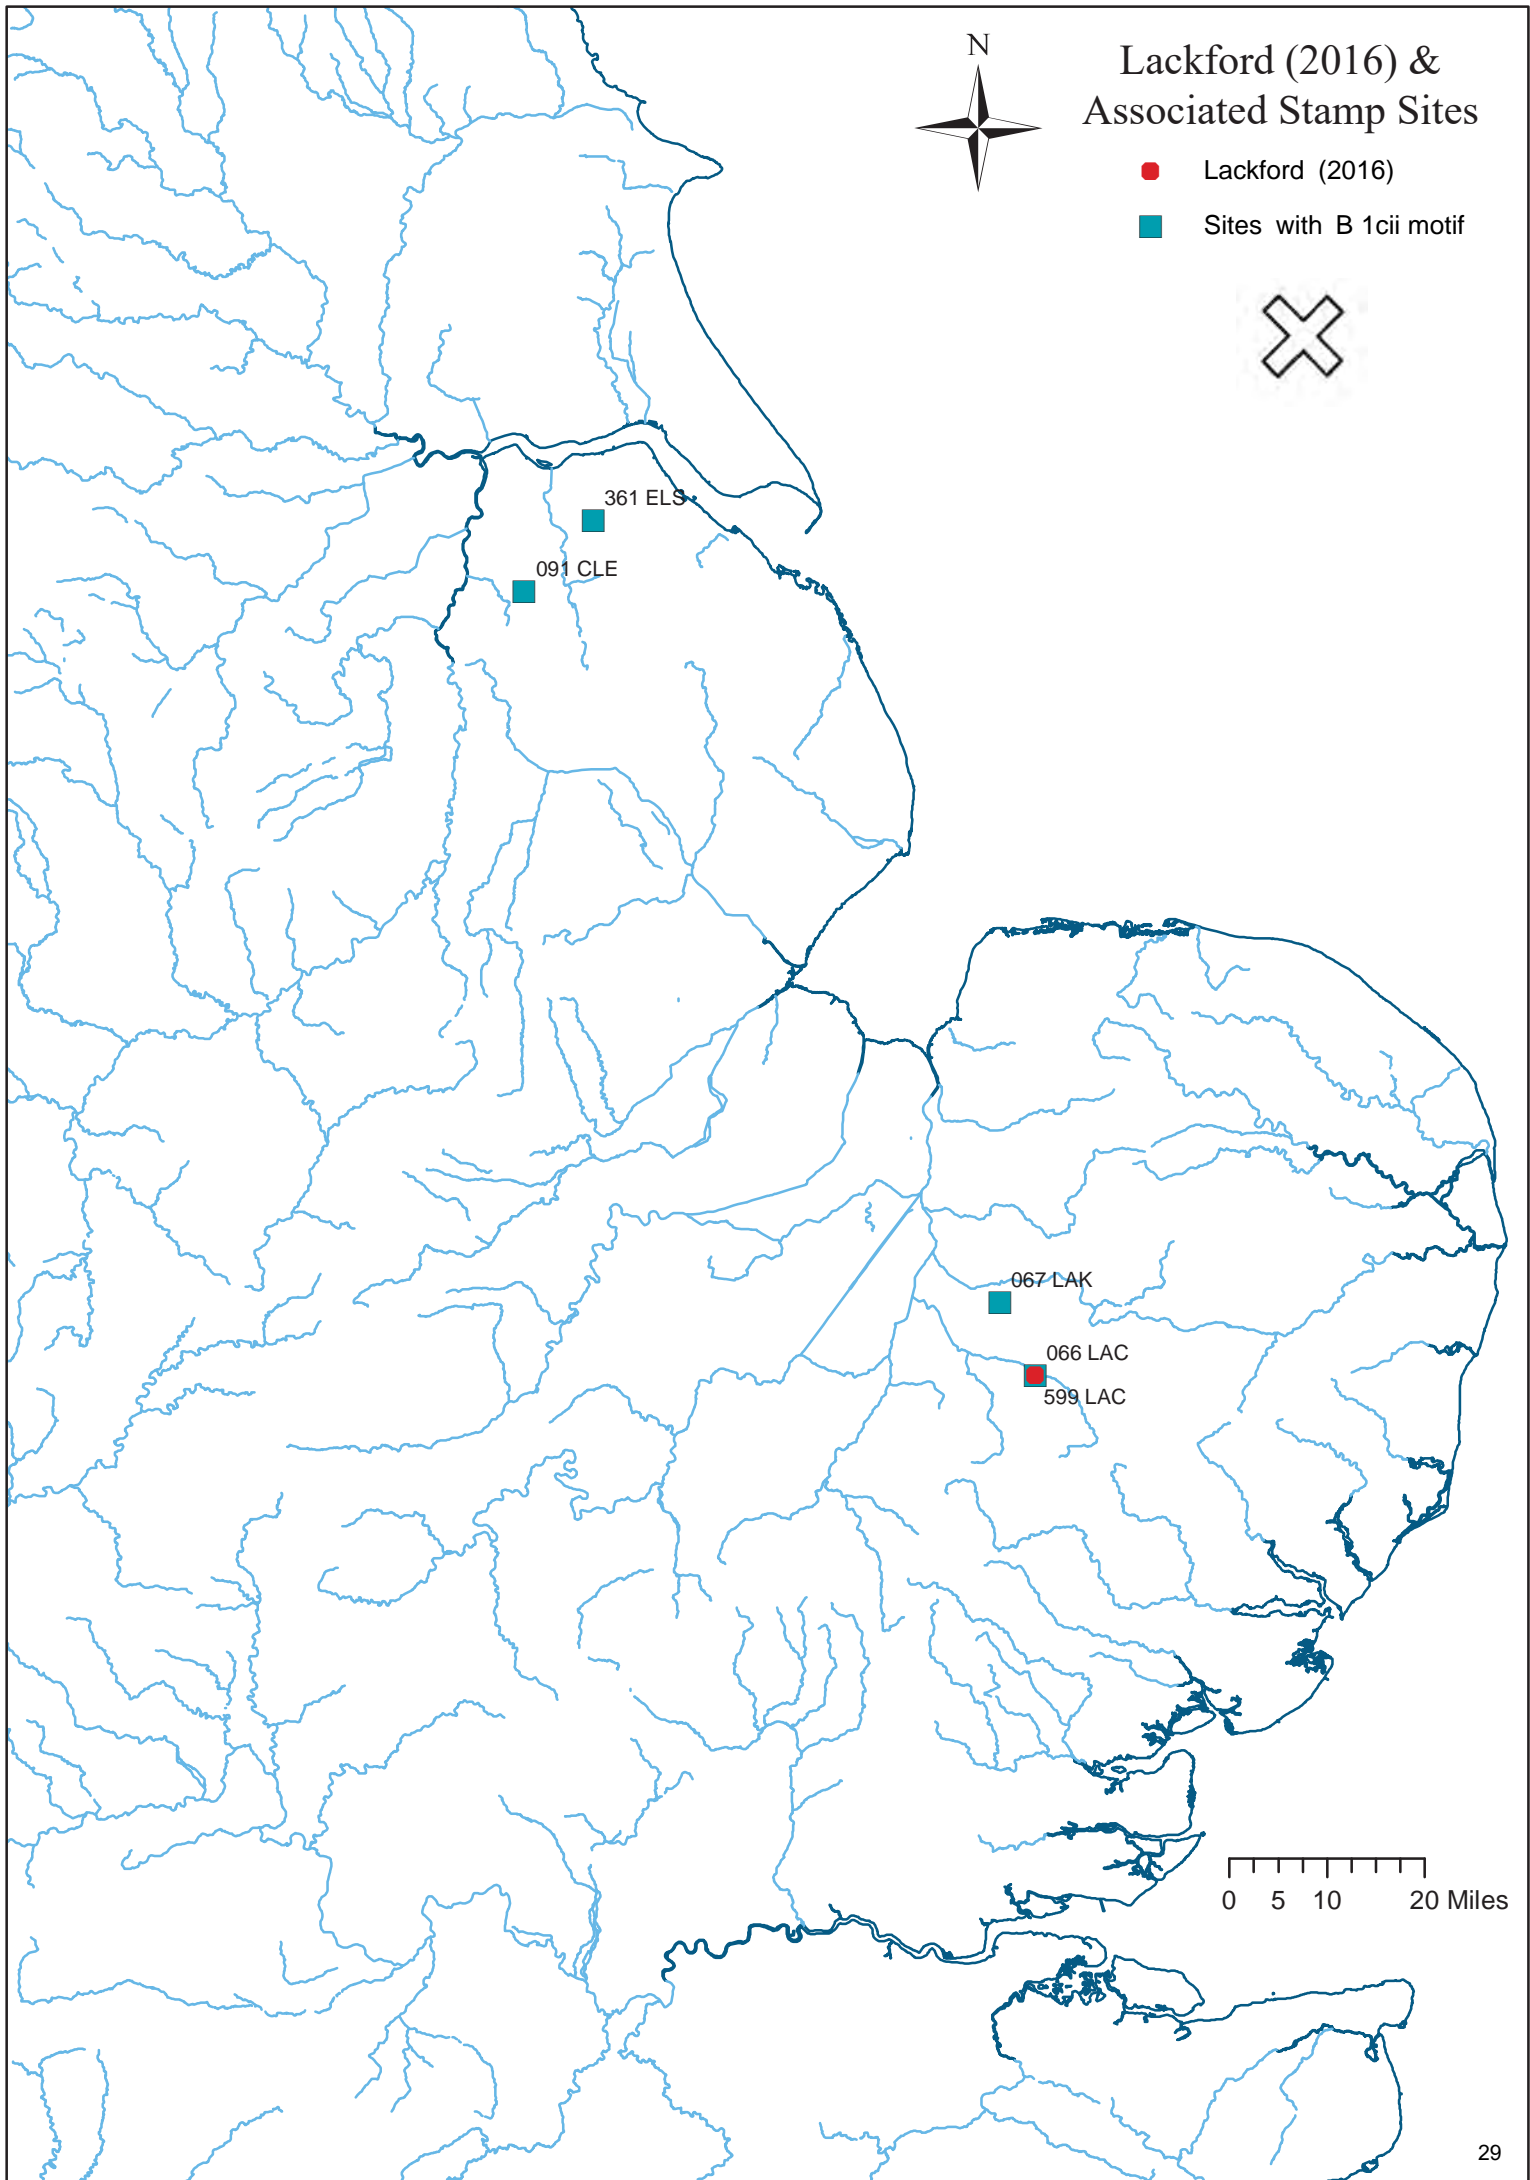 N
Lackford (2016) &
Associated Stamp Sites
Lackford (2016)
Sites with B 1cii motif
361 ELS
091 CLE
067 LAK
066 LAC
599 LAC
0 5 10 20 Miles
29